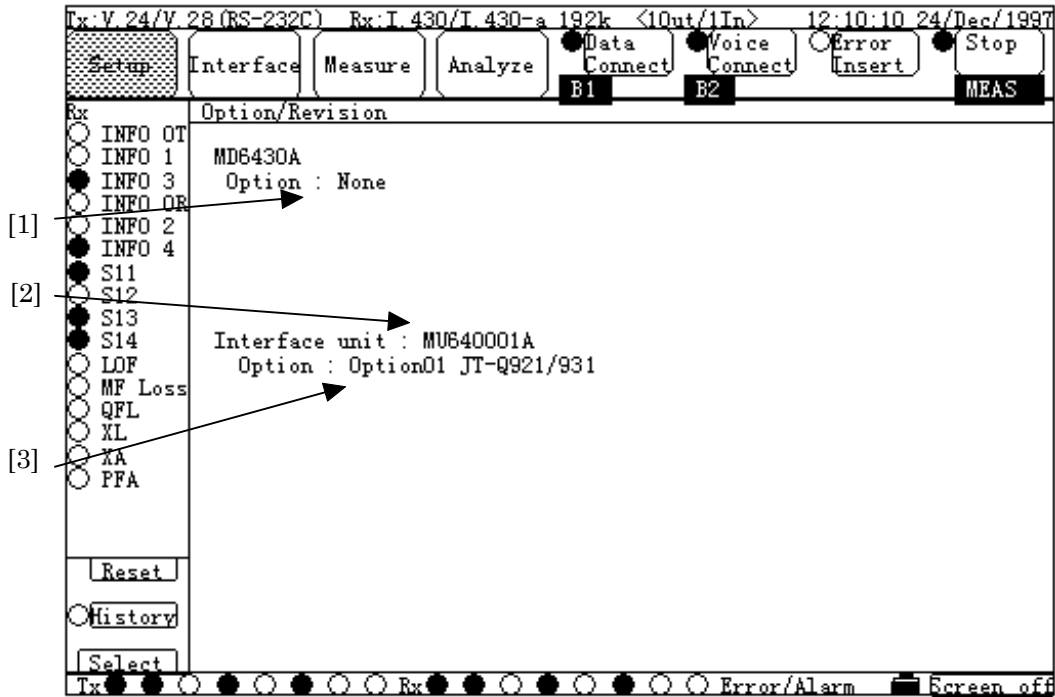 Tx:V.24/V.28(RS-232C) Rx:I.430/I.430-a 192k <1Out/1In> 12:10:10 24/Dec/1997
Setup Interface Measure Analyze Data Connect B1 Voice Connect B2 Error Insert Stop MEAS
Rx
INFO OT
INFO 1
INFO 3
INFO OR
INFO 2
INFO 4
S11
S12
S13
S14
LOF
MF Loss
QFL
XL
XA
PFA
Reset
History
Select
Option/Revision
MD6430A
Option : None
[1]
[2]
Interface unit : MU640001A
Option : Option01 JT-Q921/931
[3]
Tx Rx Error/Alarm Screen off